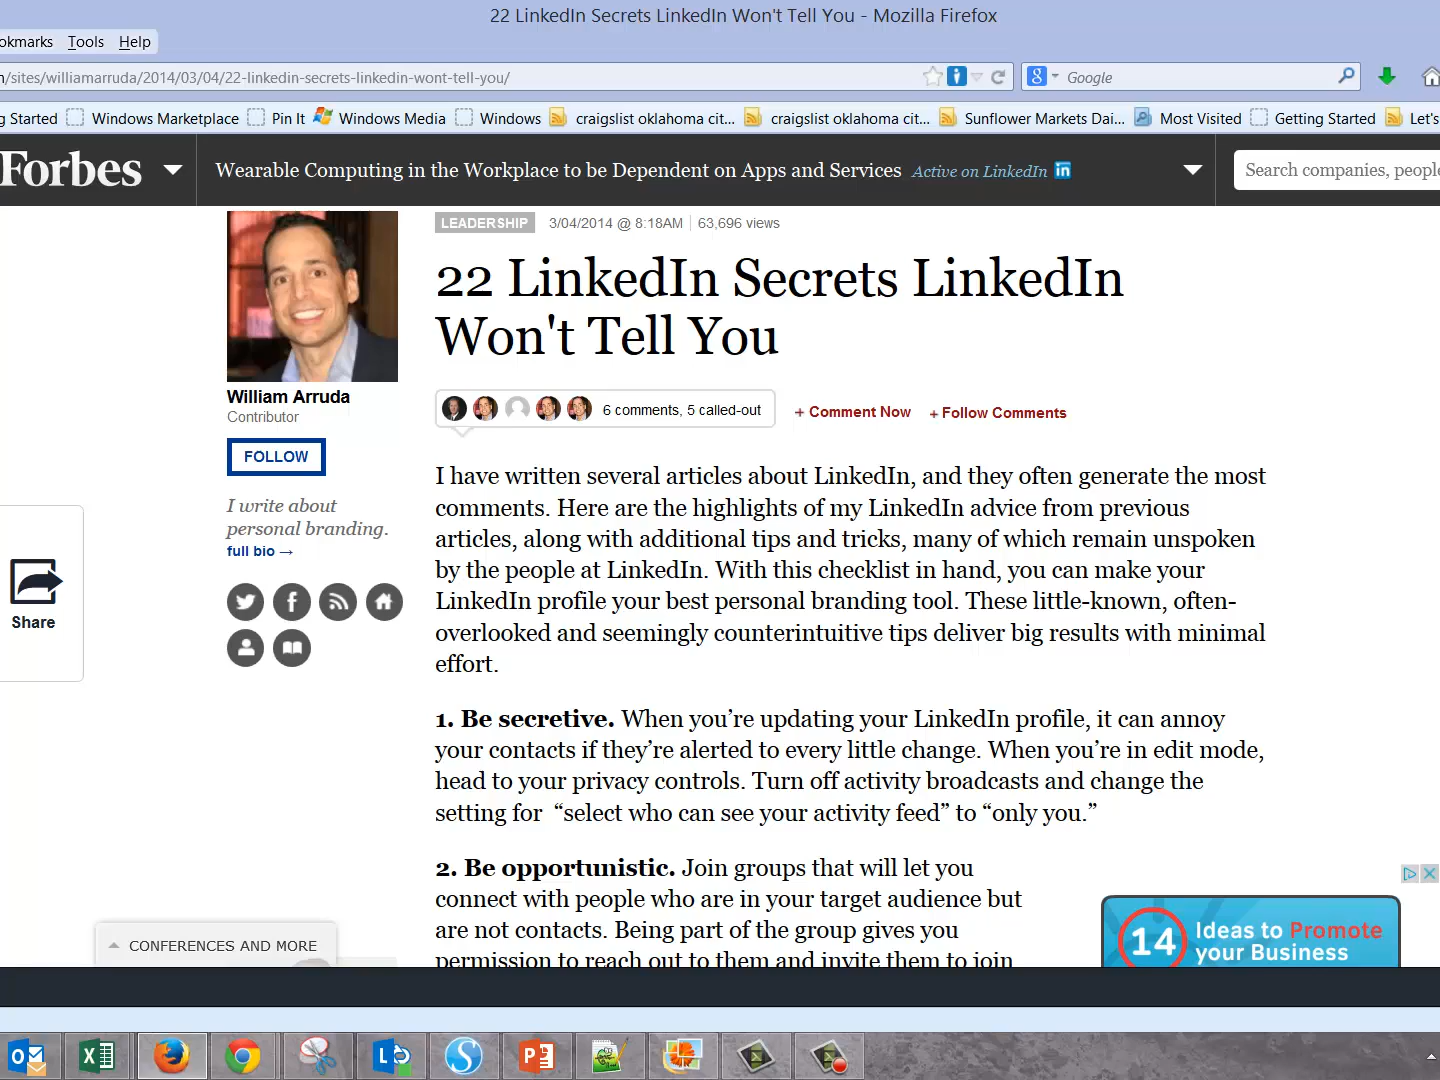 22 LinkedIn Secrets LinkedIn Won't Tell You - Mozilla Firefox
Tools Help
/sites/williamarruda/2014/03/04/22-linkedin-secrets-linkedin-wont-tell-you/
Google
Started Windows Marketplace Pin It Windows Media Windows craigslist oklahoma cit... craigslist oklahoma cit... Sunflower Markets Dai... Most Visited Getting Started Let's
Forbes
Wearable Computing in the Workplace to be Dependent on Apps and Services Active on LinkedIn in
Search companies, people
LEADERSHIP 3/04/2014 @ 8:18AM 63,696 views
22 LinkedIn Secrets LinkedIn
Won't Tell You
William Arruda
Contributor
FOLLOW
I write about
personal branding.
full bio →
Share
6 comments, 5 called-out + Comment Now + Follow Comments
I have written several articles about LinkedIn, and they often generate the most
comments. Here are the highlights of my LinkedIn advice from previous
articles, along with additional tips and tricks, many of which remain unspoken
by the people at LinkedIn. With this checklist in hand, you can make your
LinkedIn profile your best personal branding tool. These little-known, often-
overlooked and seemingly counterintuitive tips deliver big results with minimal
effort.
1. Be secretive. When you’re updating your LinkedIn profile, it can annoy
your contacts if they’re alerted to every little change. When you’re in edit mode,
head to your privacy controls. Turn off activity broadcasts and change the
setting for “select who can see your activity feed” to “only you.”
2. Be opportunistic. Join groups that will let you
connect with people who are in your target audience but
are not contacts. Being part of the group gives you
permission to reach out to them and invite them to join
CONFERENCES AND MORE
14 Ideas to Promote
your Business